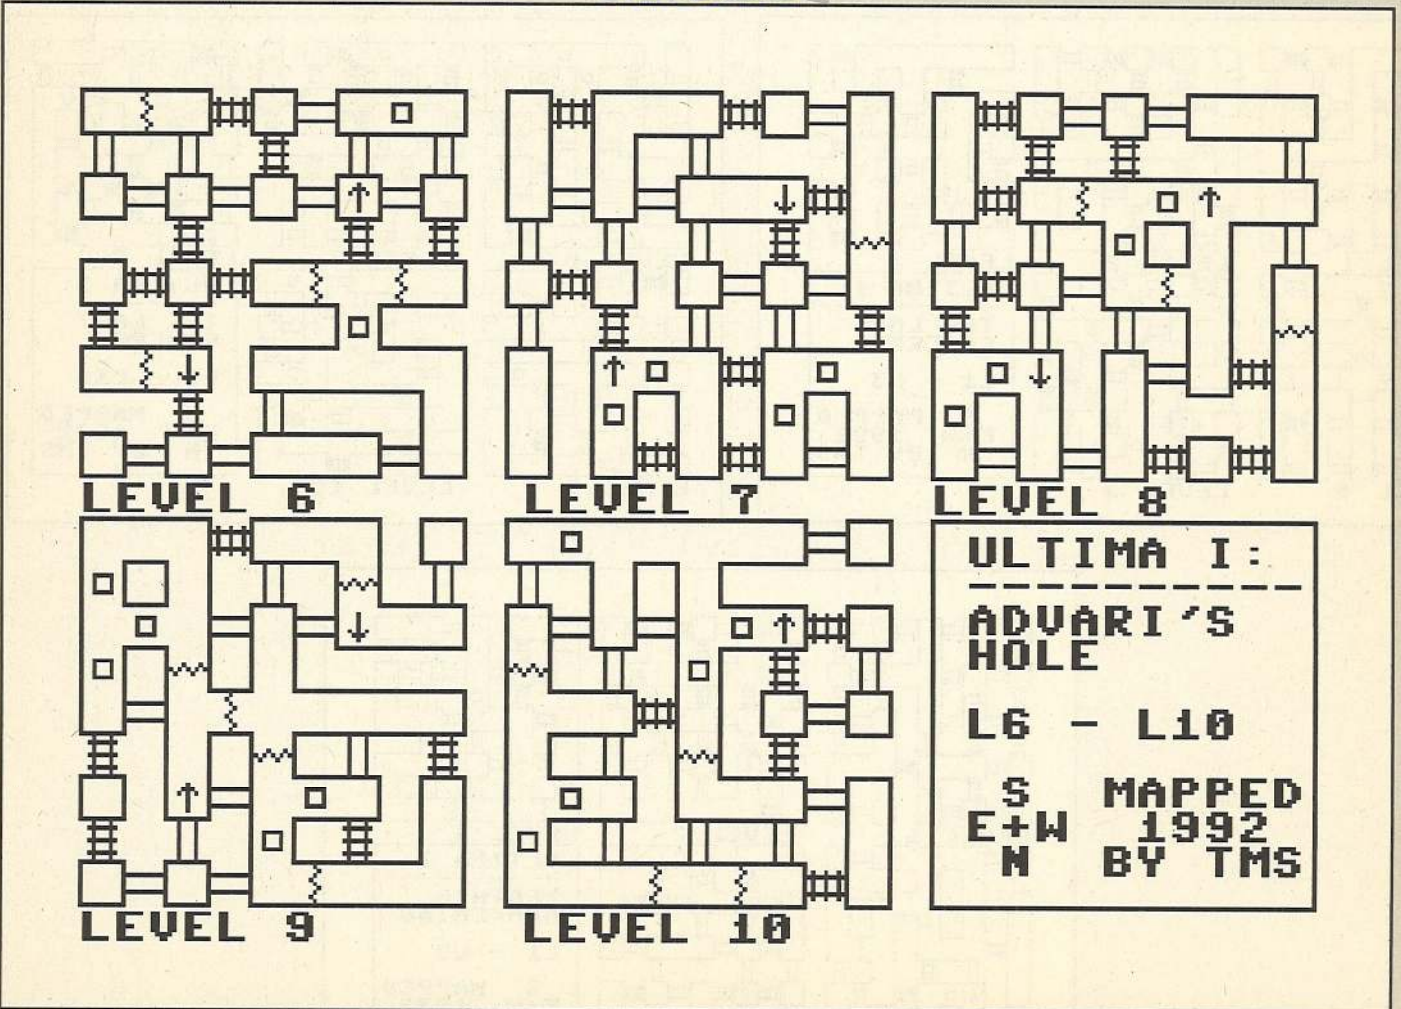 LEVEL 6
LEVEL 7
LEVEL 8
LEVEL 9
LEVEL 10
ULTIMA I:
----------
ADVARI'S
HOLE
L6 - L10
S MAPPED
E+W 1992
N BY TMS